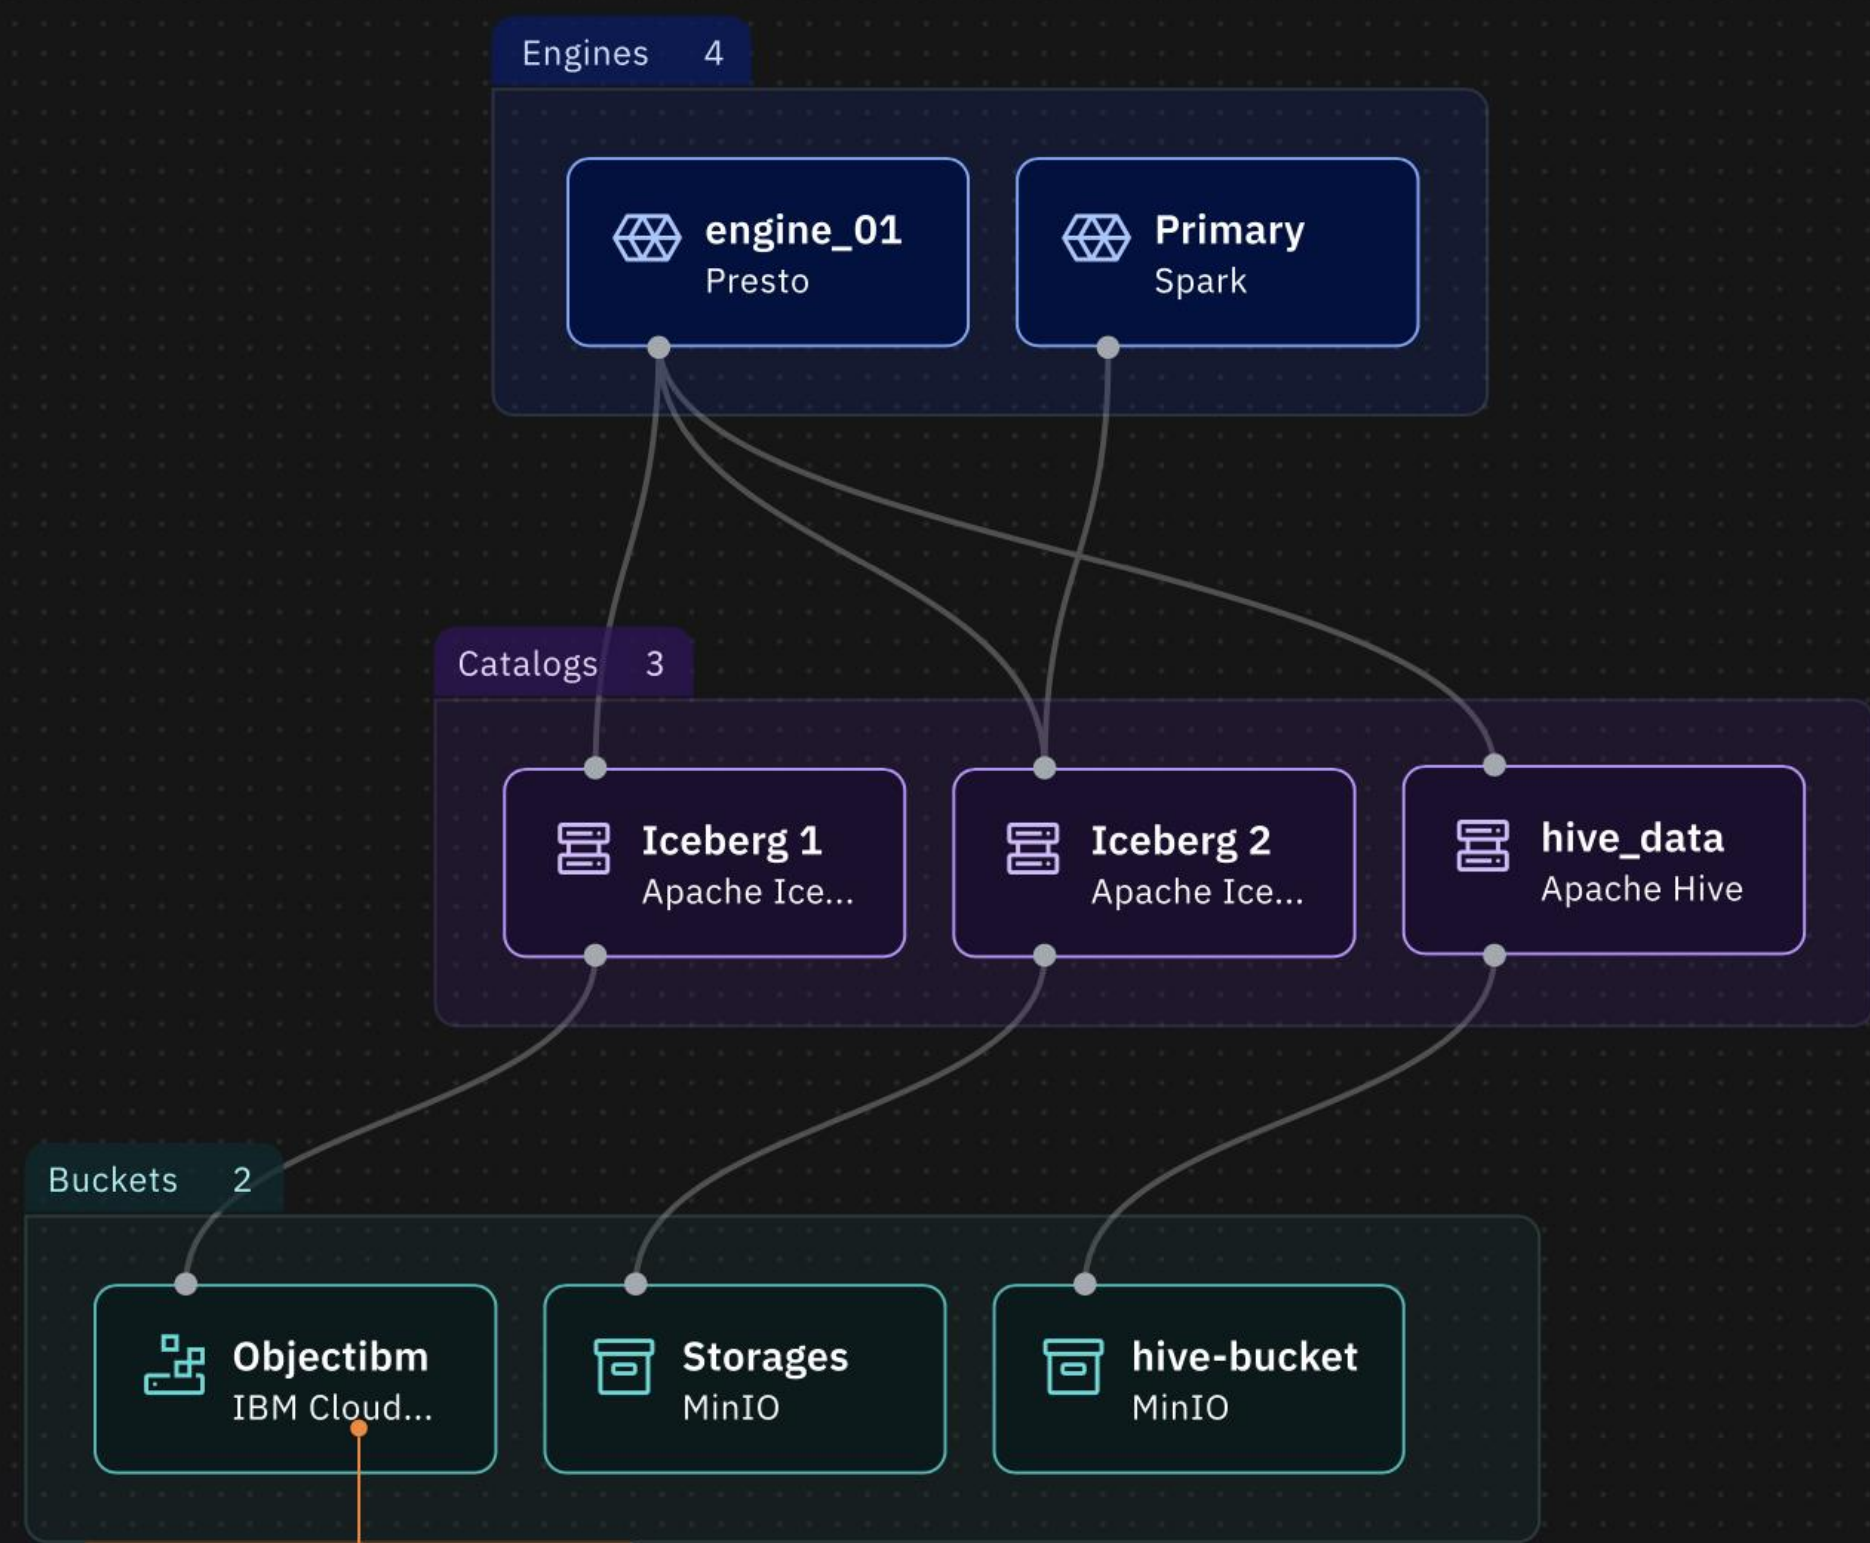 Engines 4
engine_01
Presto
Primary
Spark
Catalogs 3
Iceberg 1
Apache Ice...
Iceberg 2
Apache Ice...
hive_data
Apache Hive
Buckets 2
Objectibm
IBM Cloud...
Storages
MinIO
hive-bucket
MinIO